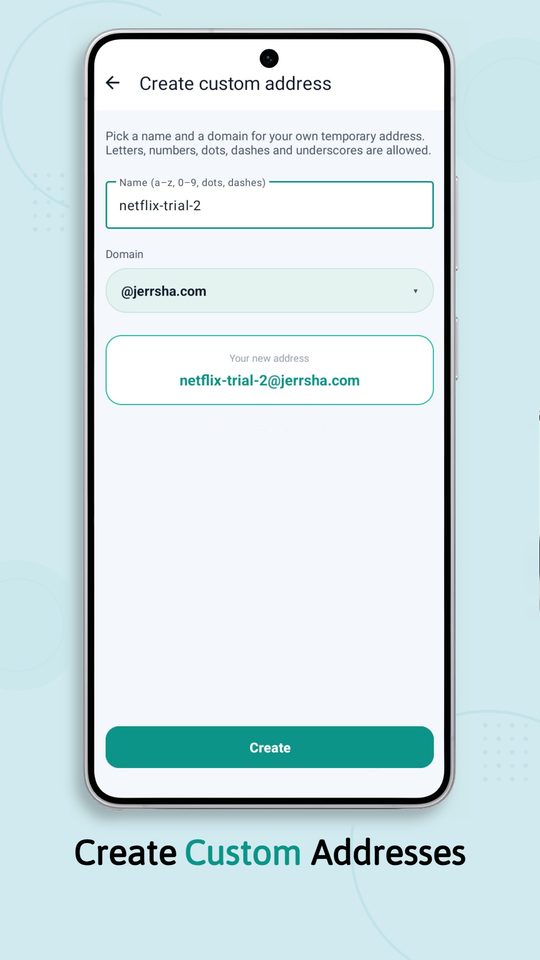 Create custom address
Pick a name and a domain for your own temporary address.
Letters, numbers, dots, dashes and underscores are allowed.
Name (a–z, 0–9, dots, dashes)
netflix-trial-2
Domain
@jerrsha.com
Your new address
netflix-trial-2@jerrsha.com
Create
Create Custom Addresses